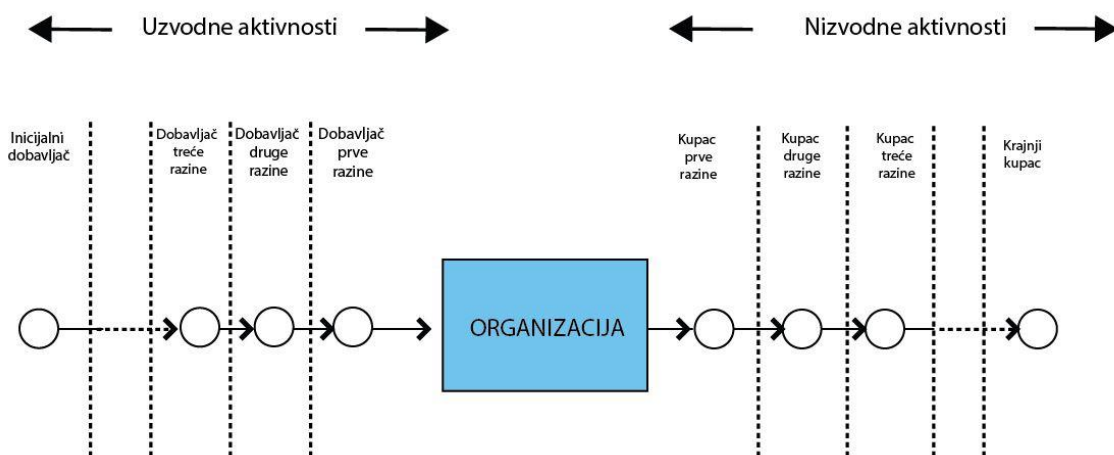 Uzvodne aktivnosti
Nizvodne aktivnosti
Inicijalni
dobavljač
Dobavljač
treće
razine
Dobavljač
druge
razine
Dobavljač
prve
razine
Kupac
prve
razine
Kupac
druge
razine
Kupac
treće
razine
Krajnji
kupac
ORGANIZACIJA